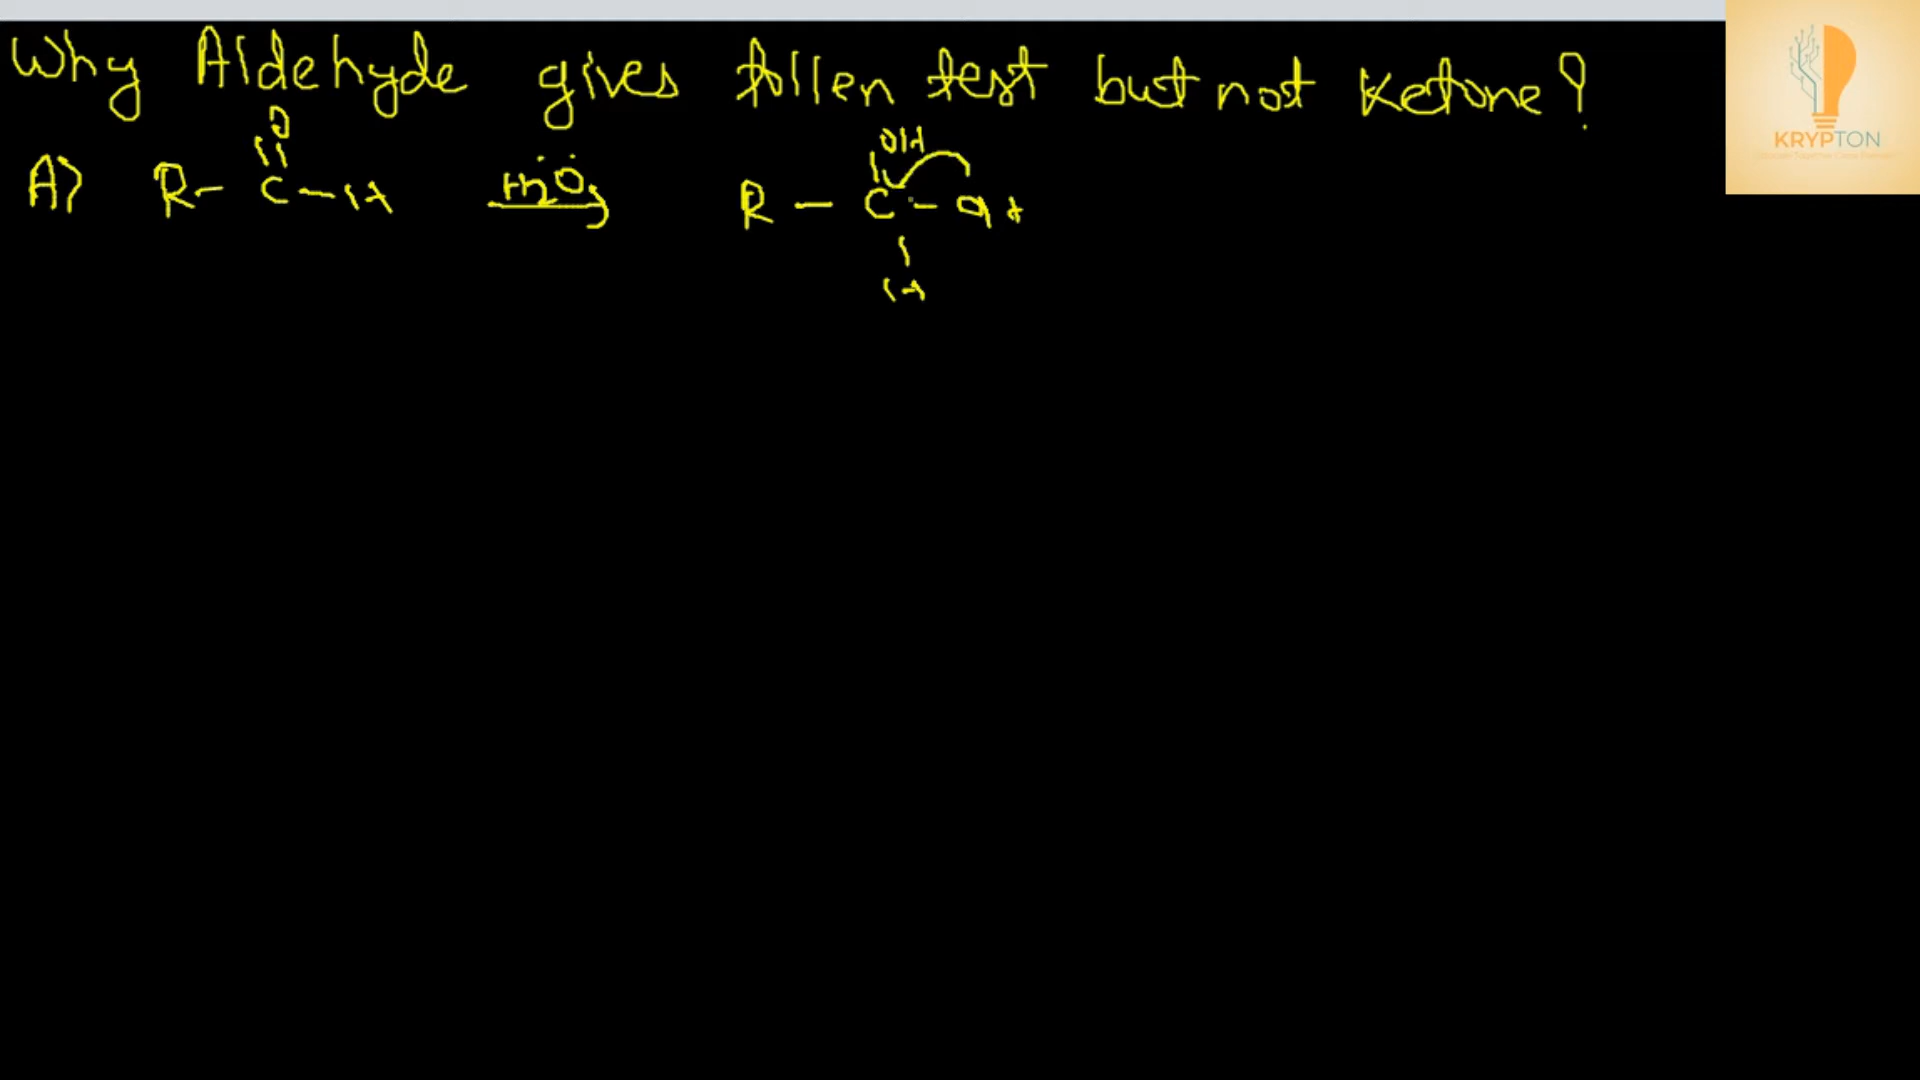 Why Aldehyde gives tollen test but not Ketone?
O
A) R- C -H H2O R - C - OH
OH
H
KRYPTON